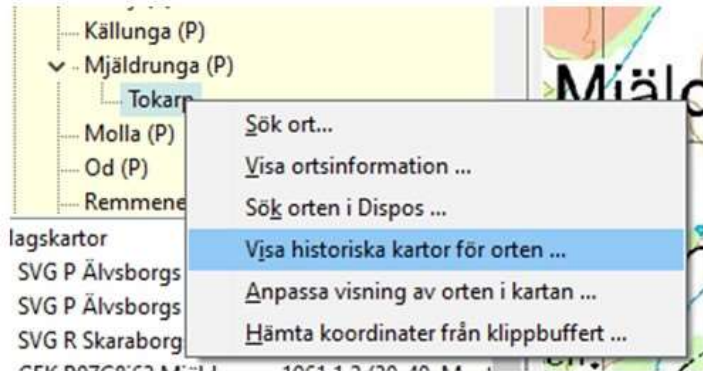 Källunga (P)
Mjäldrunga (P)
Tokarp
Molla (P)
Od (P)
Remmene
Sök ort...
Visa ortsinformation ...
Sök orten i Dispos ...
Visa historiska kartor för orten ...
Anpassa visning av orten i kartan ...
Hämta koordinater från klippbuffert ...
lagskartor
SVG P Älvsborgs
SVG P Älvsborgs
SVG R Skaraborg
Mjäl